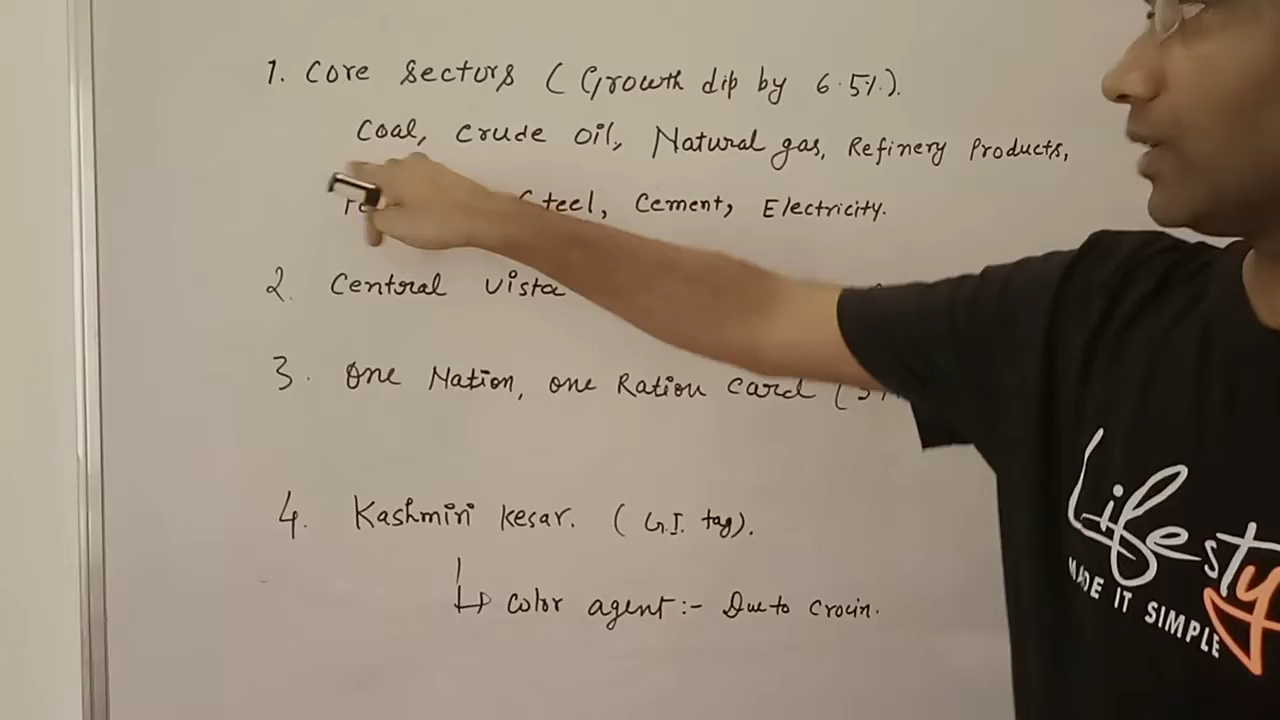 1. Core Sectors (Growth dip by 6.5%).
Coal, Crude Oil, Natural gas, Refinery Products,
Steel, Cement, Electricity.
2. Central Vista
3. One Nation, one Ration Card (
4. Kashmiri Kesar. (G.I. tag).
↳ color agent:- Due to crocin.
Lifesty
MADE IT SIMPLE